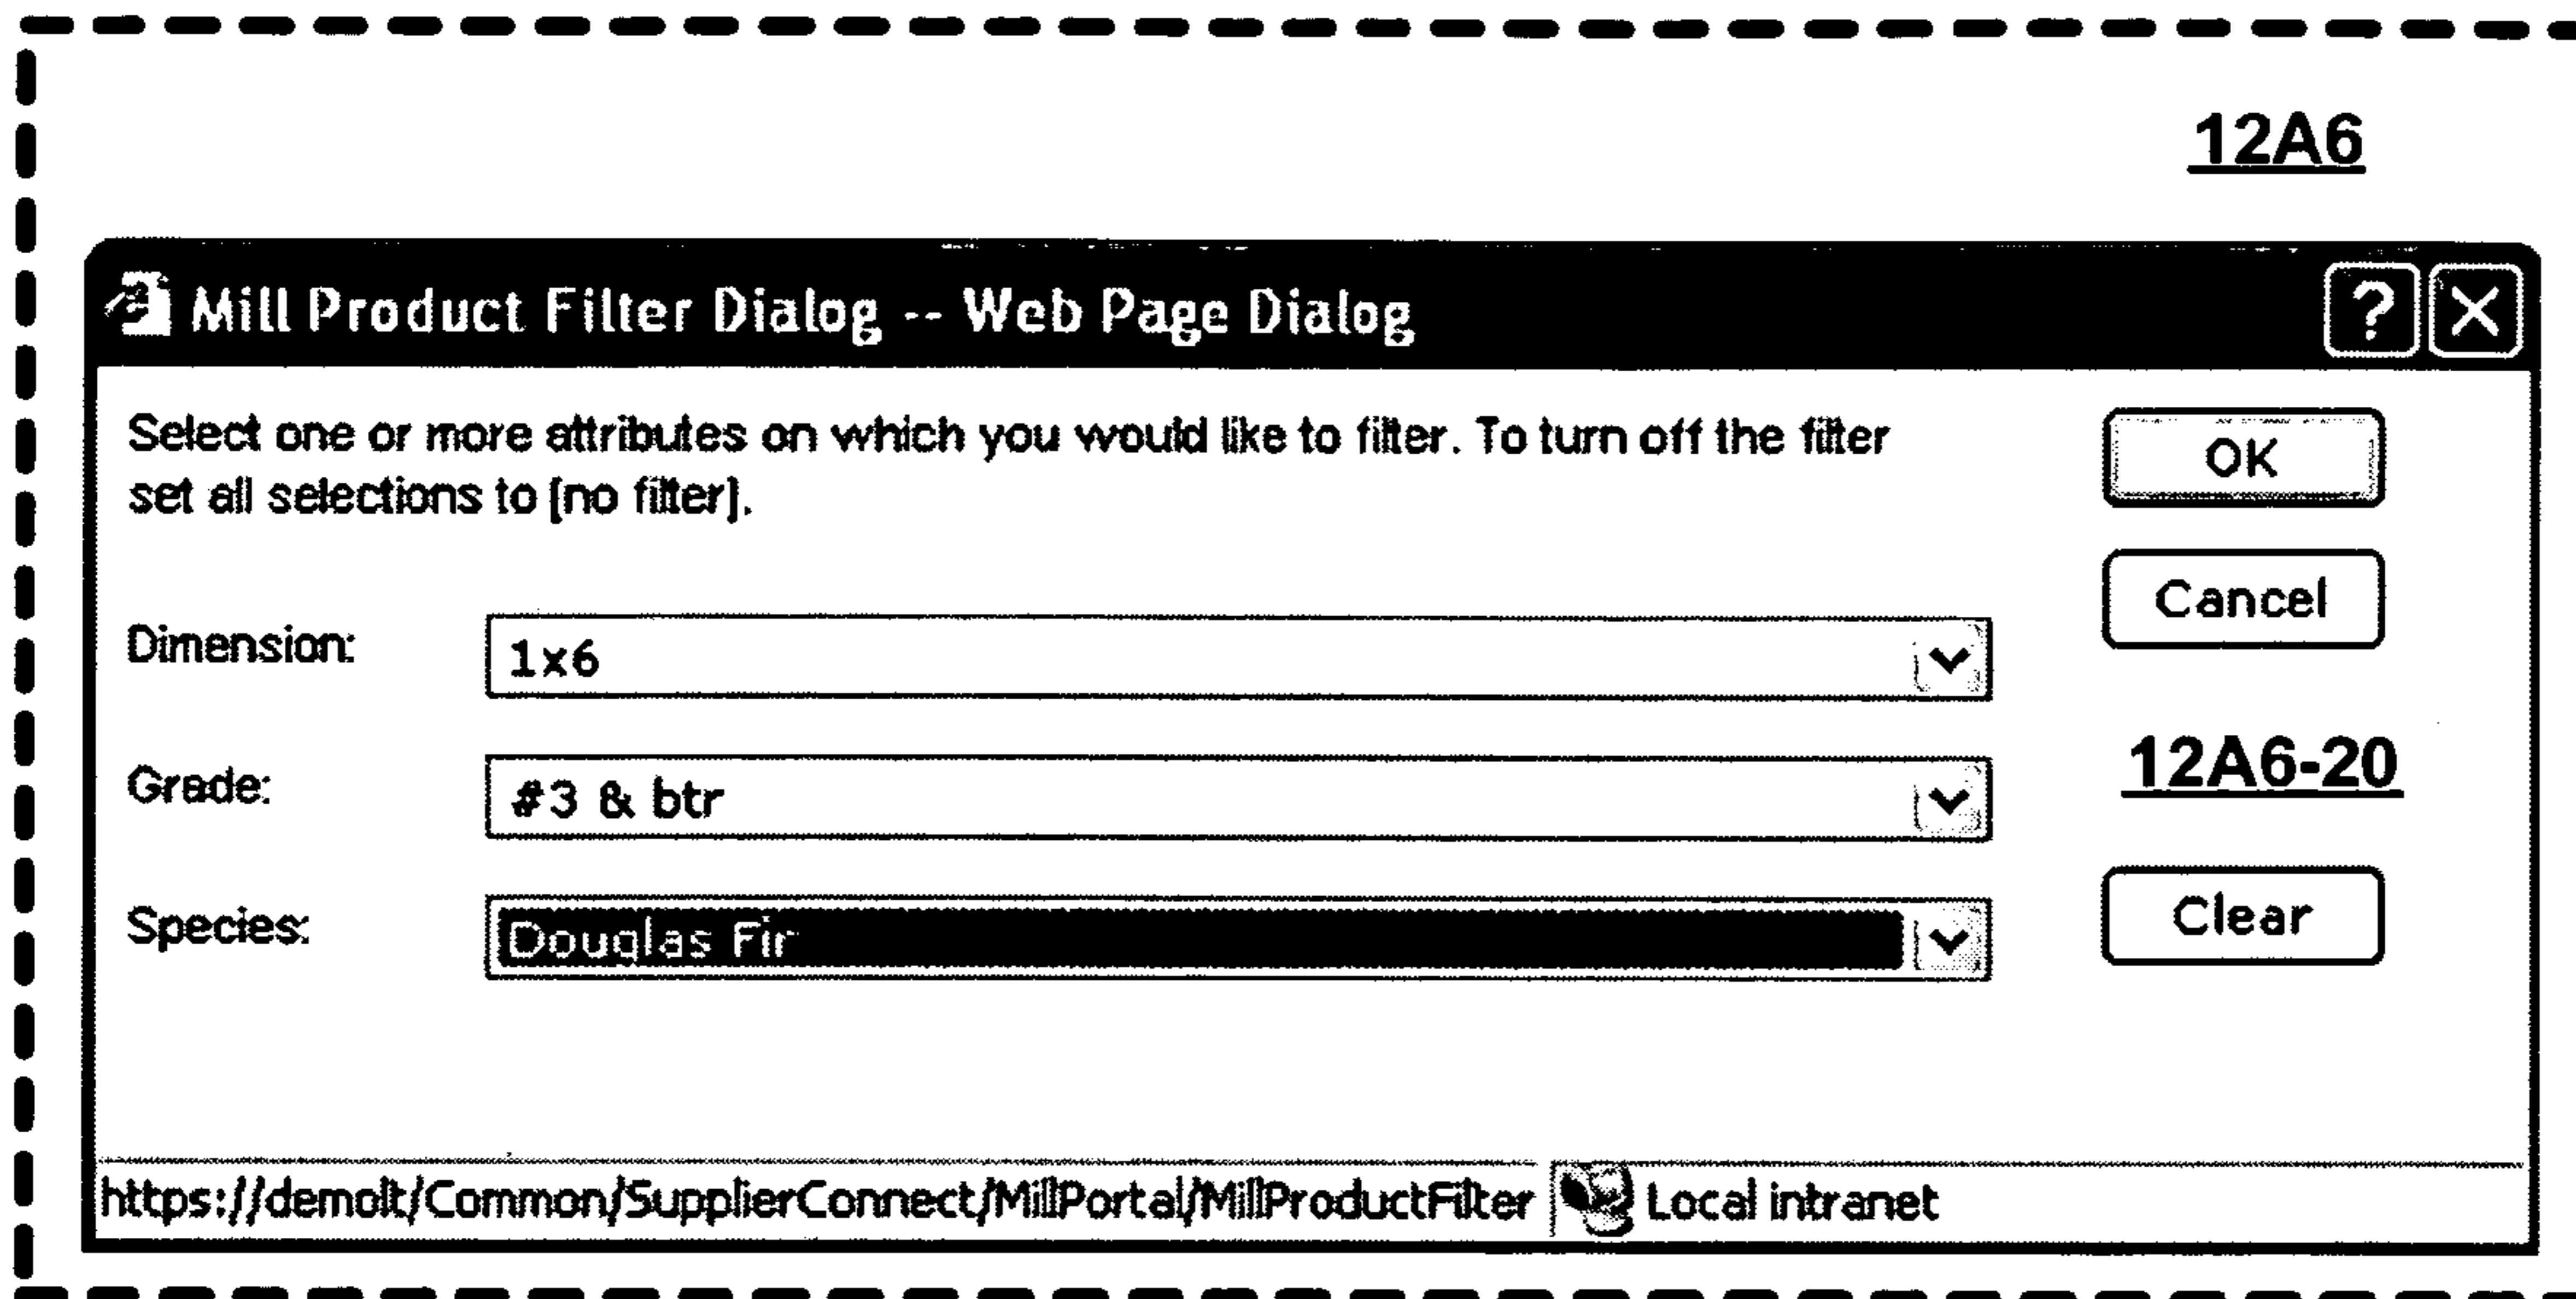 12A6
Mill Product Filter Dialog -- Web Page Dialog
?
Select one or more attributes on which you would like to filter. To turn off the filter
set all selections to [no filter].
OK
Cancel
Dimension: 1x6
12A6-20
Grade: #3 & btr
Species: Douglas Fir
Clear
https://demolt/Common/SupplierConnect/MillPortal/MillProductFilter Local intranet